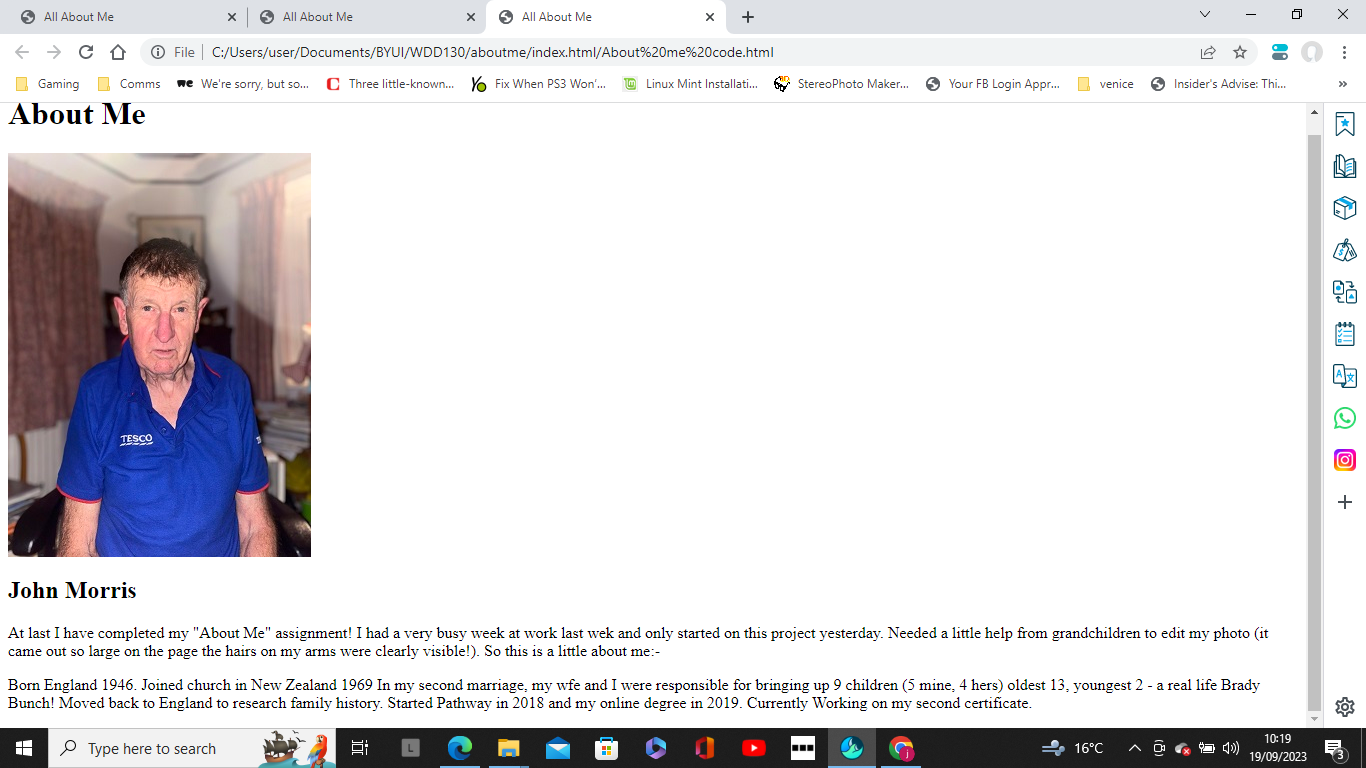 All About Me
All About Me
All About Me
File
C:/Users/user/Documents/BYUI/WDD130/aboutme/index.html/About%20me%20code.html
Gaming
Comms
we We're sorry, but so...
C Three little-known...
Fix When PS3 Won'...
Linux Mint Installati...
StereoPhoto Maker...
Your FB Login Appr...
venice
Insider's Advise: Thi...
»
About Me
TESCO
John Morris
At last I have completed my "About Me" assignment! I had a very busy week at work last wek and only started on this project yesterday. Needed a little help from grandchildren to edit my photo (it
came out so large on the page the hairs on my arms were clearly visible!). So this is a little about me:-
Born England 1946. Joined church in New Zealand 1969 In my second marriage, my wfe and I were responsible for bringing up 9 children (5 mine, 4 hers) oldest 13, youngest 2 - a real life Brady
Bunch! Moved back to England to research family history. Started Pathway in 2018 and my online degree in 2019. Currently Working on my second certificate.
Type here to search
L
j
16°C
10:19
19/09/2023
3